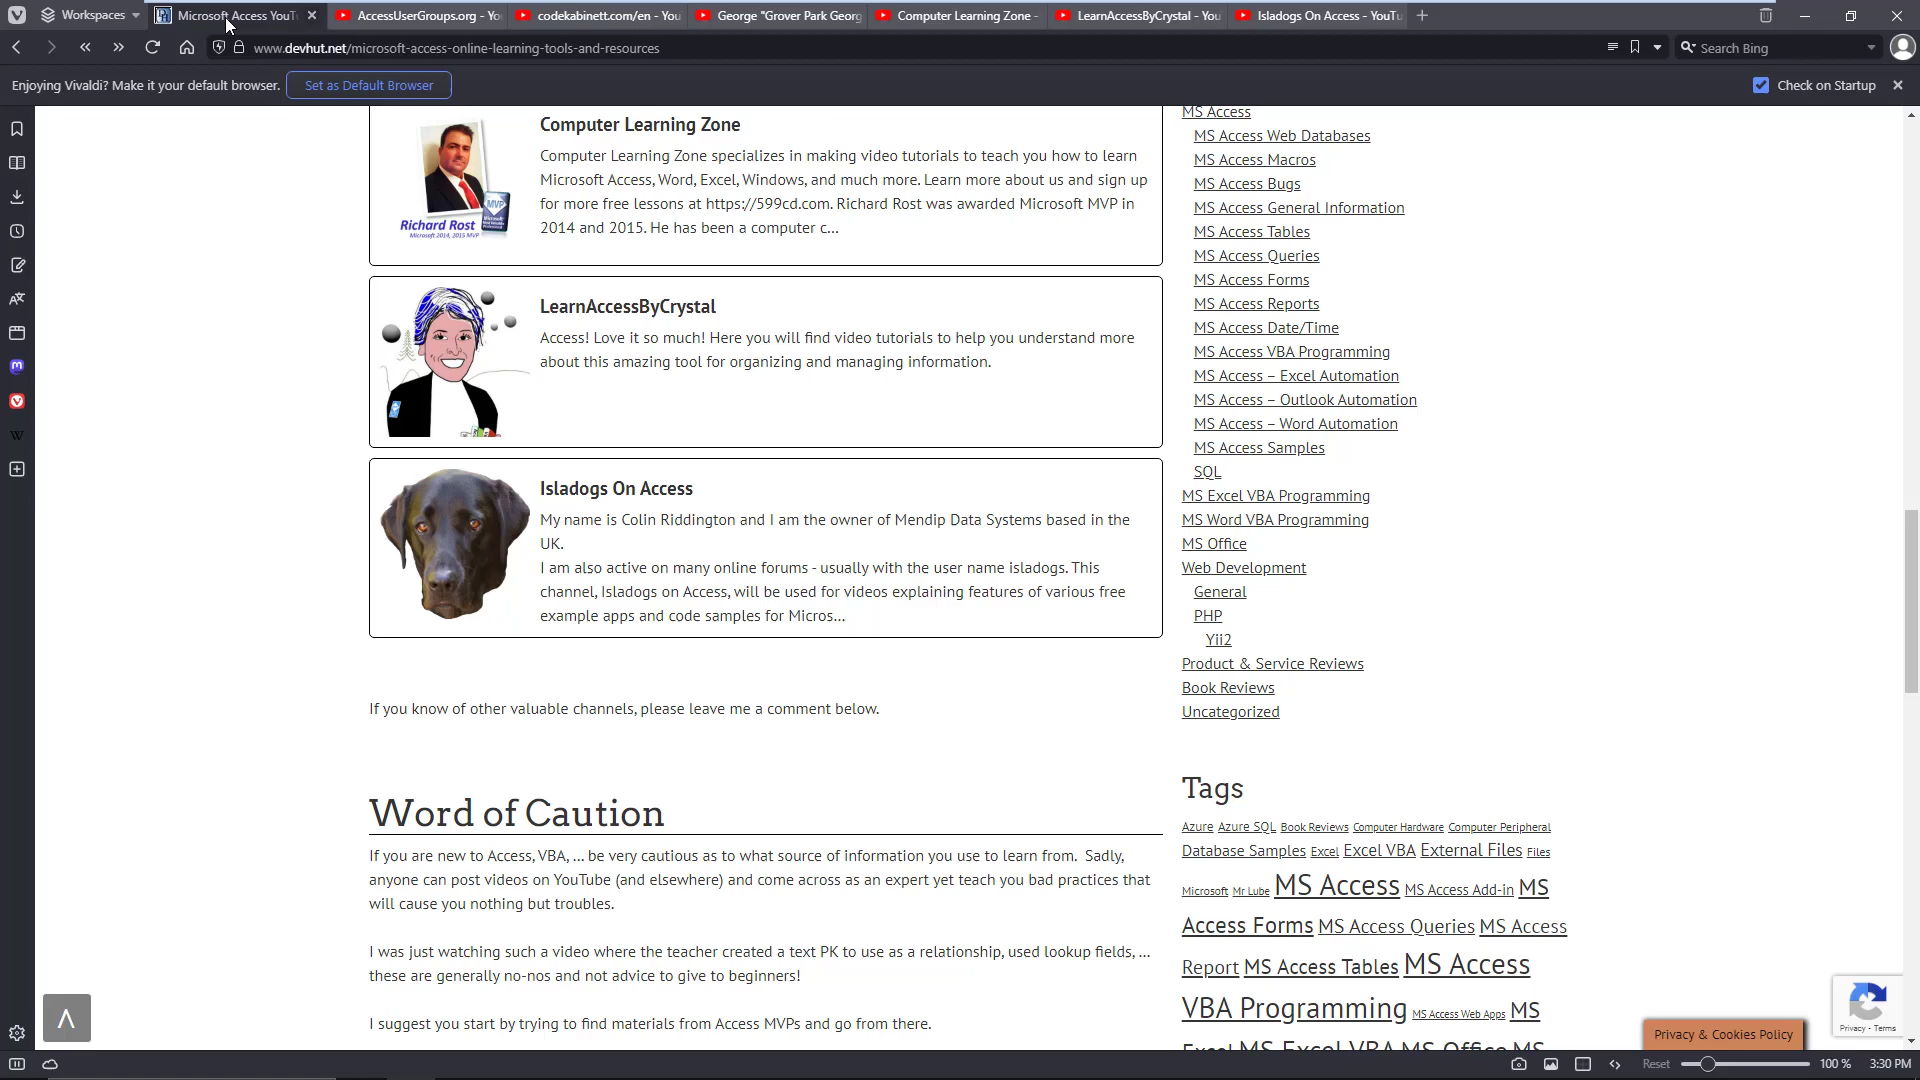 Workspaces
Microsoft Access YouT
AccessUserGroups.org - Yo
codekabinett.com/en - You
George "Grover Park Georg
Computer Learning Zone -
LearnAccessByCrystal - You
Isladogs On Access - YouTu
www.devhut.net/microsoft-access-online-learning-tools-and-resources
Search Bing
Enjoying Vivaldi? Make it your default browser.
Set as Default Browser
Check on Startup
Richard Rost
Microsoft 2014, 2015 MVP
MVP
Computer Learning Zone
Computer Learning Zone specializes in making video tutorials to teach you how to learn
Microsoft Access, Word, Excel, Windows, and much more. Learn more about us and sign up
for more free lessons at https://599cd.com. Richard Rost was awarded Microsoft MVP in
2014 and 2015. He has been a computer c...
LearnAccessByCrystal
Access! Love it so much! Here you will find video tutorials to help you understand more
about this amazing tool for organizing and managing information.
Isladogs On Access
My name is Colin Riddington and I am the owner of Mendip Data Systems based in the
UK.
I am also active on many online forums - usually with the user name isladogs. This
channel, Isladogs on Access, will be used for videos explaining features of various free
example apps and code samples for Micros...
If you know of other valuable channels, please leave me a comment below.
Word of Caution
If you are new to Access, VBA, ... be very cautious as to what source of information you use to learn from.  Sadly,
anyone can post videos on YouTube (and elsewhere) and come across as an expert yet teach you bad practices that
will cause you nothing but troubles.
I was just watching such a video where the teacher created a text PK to use as a relationship, used lookup fields, ...
these are generally no-nos and not advice to give to beginners!
I suggest you start by trying to find materials from Access MVPs and go from there.
MS Access
MS Access Web Databases
MS Access Macros
MS Access Bugs
MS Access General Information
MS Access Tables
MS Access Queries
MS Access Forms
MS Access Reports
MS Access Date/Time
MS Access VBA Programming
MS Access – Excel Automation
MS Access – Outlook Automation
MS Access – Word Automation
MS Access Samples
SQL
MS Excel VBA Programming
MS Word VBA Programming
MS Office
Web Development
General
PHP
Yii2
Product & Service Reviews
Book Reviews
Uncategorized
Tags
Azure Azure SQL Book Reviews Computer Hardware Computer Peripheral
Database Samples Excel Excel VBA External Files Files
Microsoft Mr Lube MS Access MS Access Add-in MS
Access Forms MS Access Queries MS Access
Report MS Access Tables MS Access
VBA Programming MS Access Web Apps MS
Excel MS Excel VBA MS Office MS
Privacy - Terms
Privacy & Cookies Policy
Reset
100 %
3:30 PM